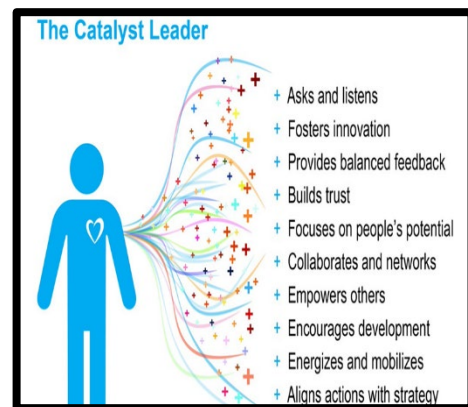 The Catalyst Leader
+ Asks and listens
+ Fosters innovation
+ Provides balanced feedback
+ Builds trust
+ Focuses on people's potential
+ Collaborates and networks
+ Empowers others
+ Encourages development
+ Energizes and mobilizes
+ Aligns actions with strategy